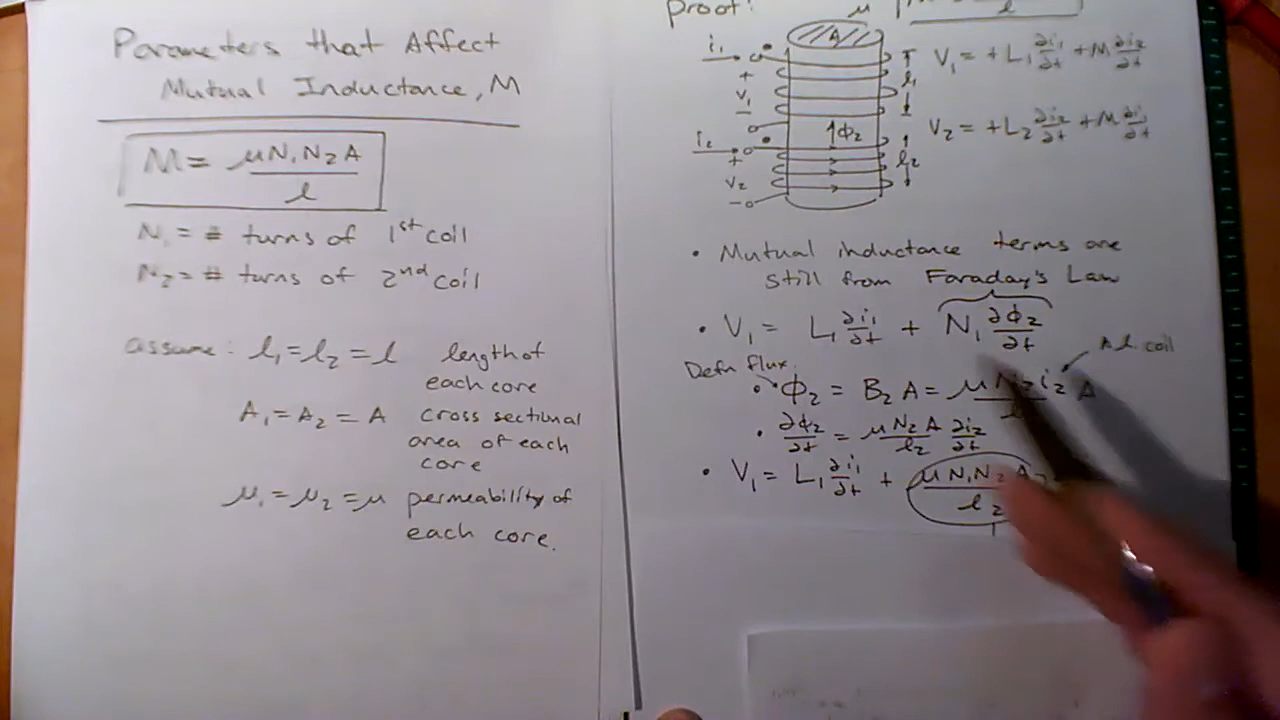 Parameters that Affect
Mutual Inductance, M
M = μN₁N₂A / l
N₁ = # turns of 1st coil
N₂ = # turns of 2nd coil
assume: l₁ = l₂ = l length of
each core
A₁ = A₂ = A cross sectional
area of each
core
μ₁ = μ₂ = μ permeability of
each core.
Proof:
μ
l
A
i₁
+
V₁
−
l₁
V₁ = +L₁ ∂i₁/∂t + M ∂i₂/∂t
↑ϕ₂
i₂
+
V₂
−
l₂
V₂ = +L₂ ∂i₂/∂t + M ∂i₁/∂t
• Mutual inductance terms are
still from Faraday's Law
• V₁ = L₁ ∂i₁/∂t + N₁ ∂ϕ₂/∂t
Defn flux
coil
• ϕ₂ = B₂ A = μN₂i₂ A
• ∂ϕ₂/∂t = μN₂A/l₂ ∂i₂/∂t
• V₁ = L₁ ∂i₁/∂t + μN₁N₂A / l₂